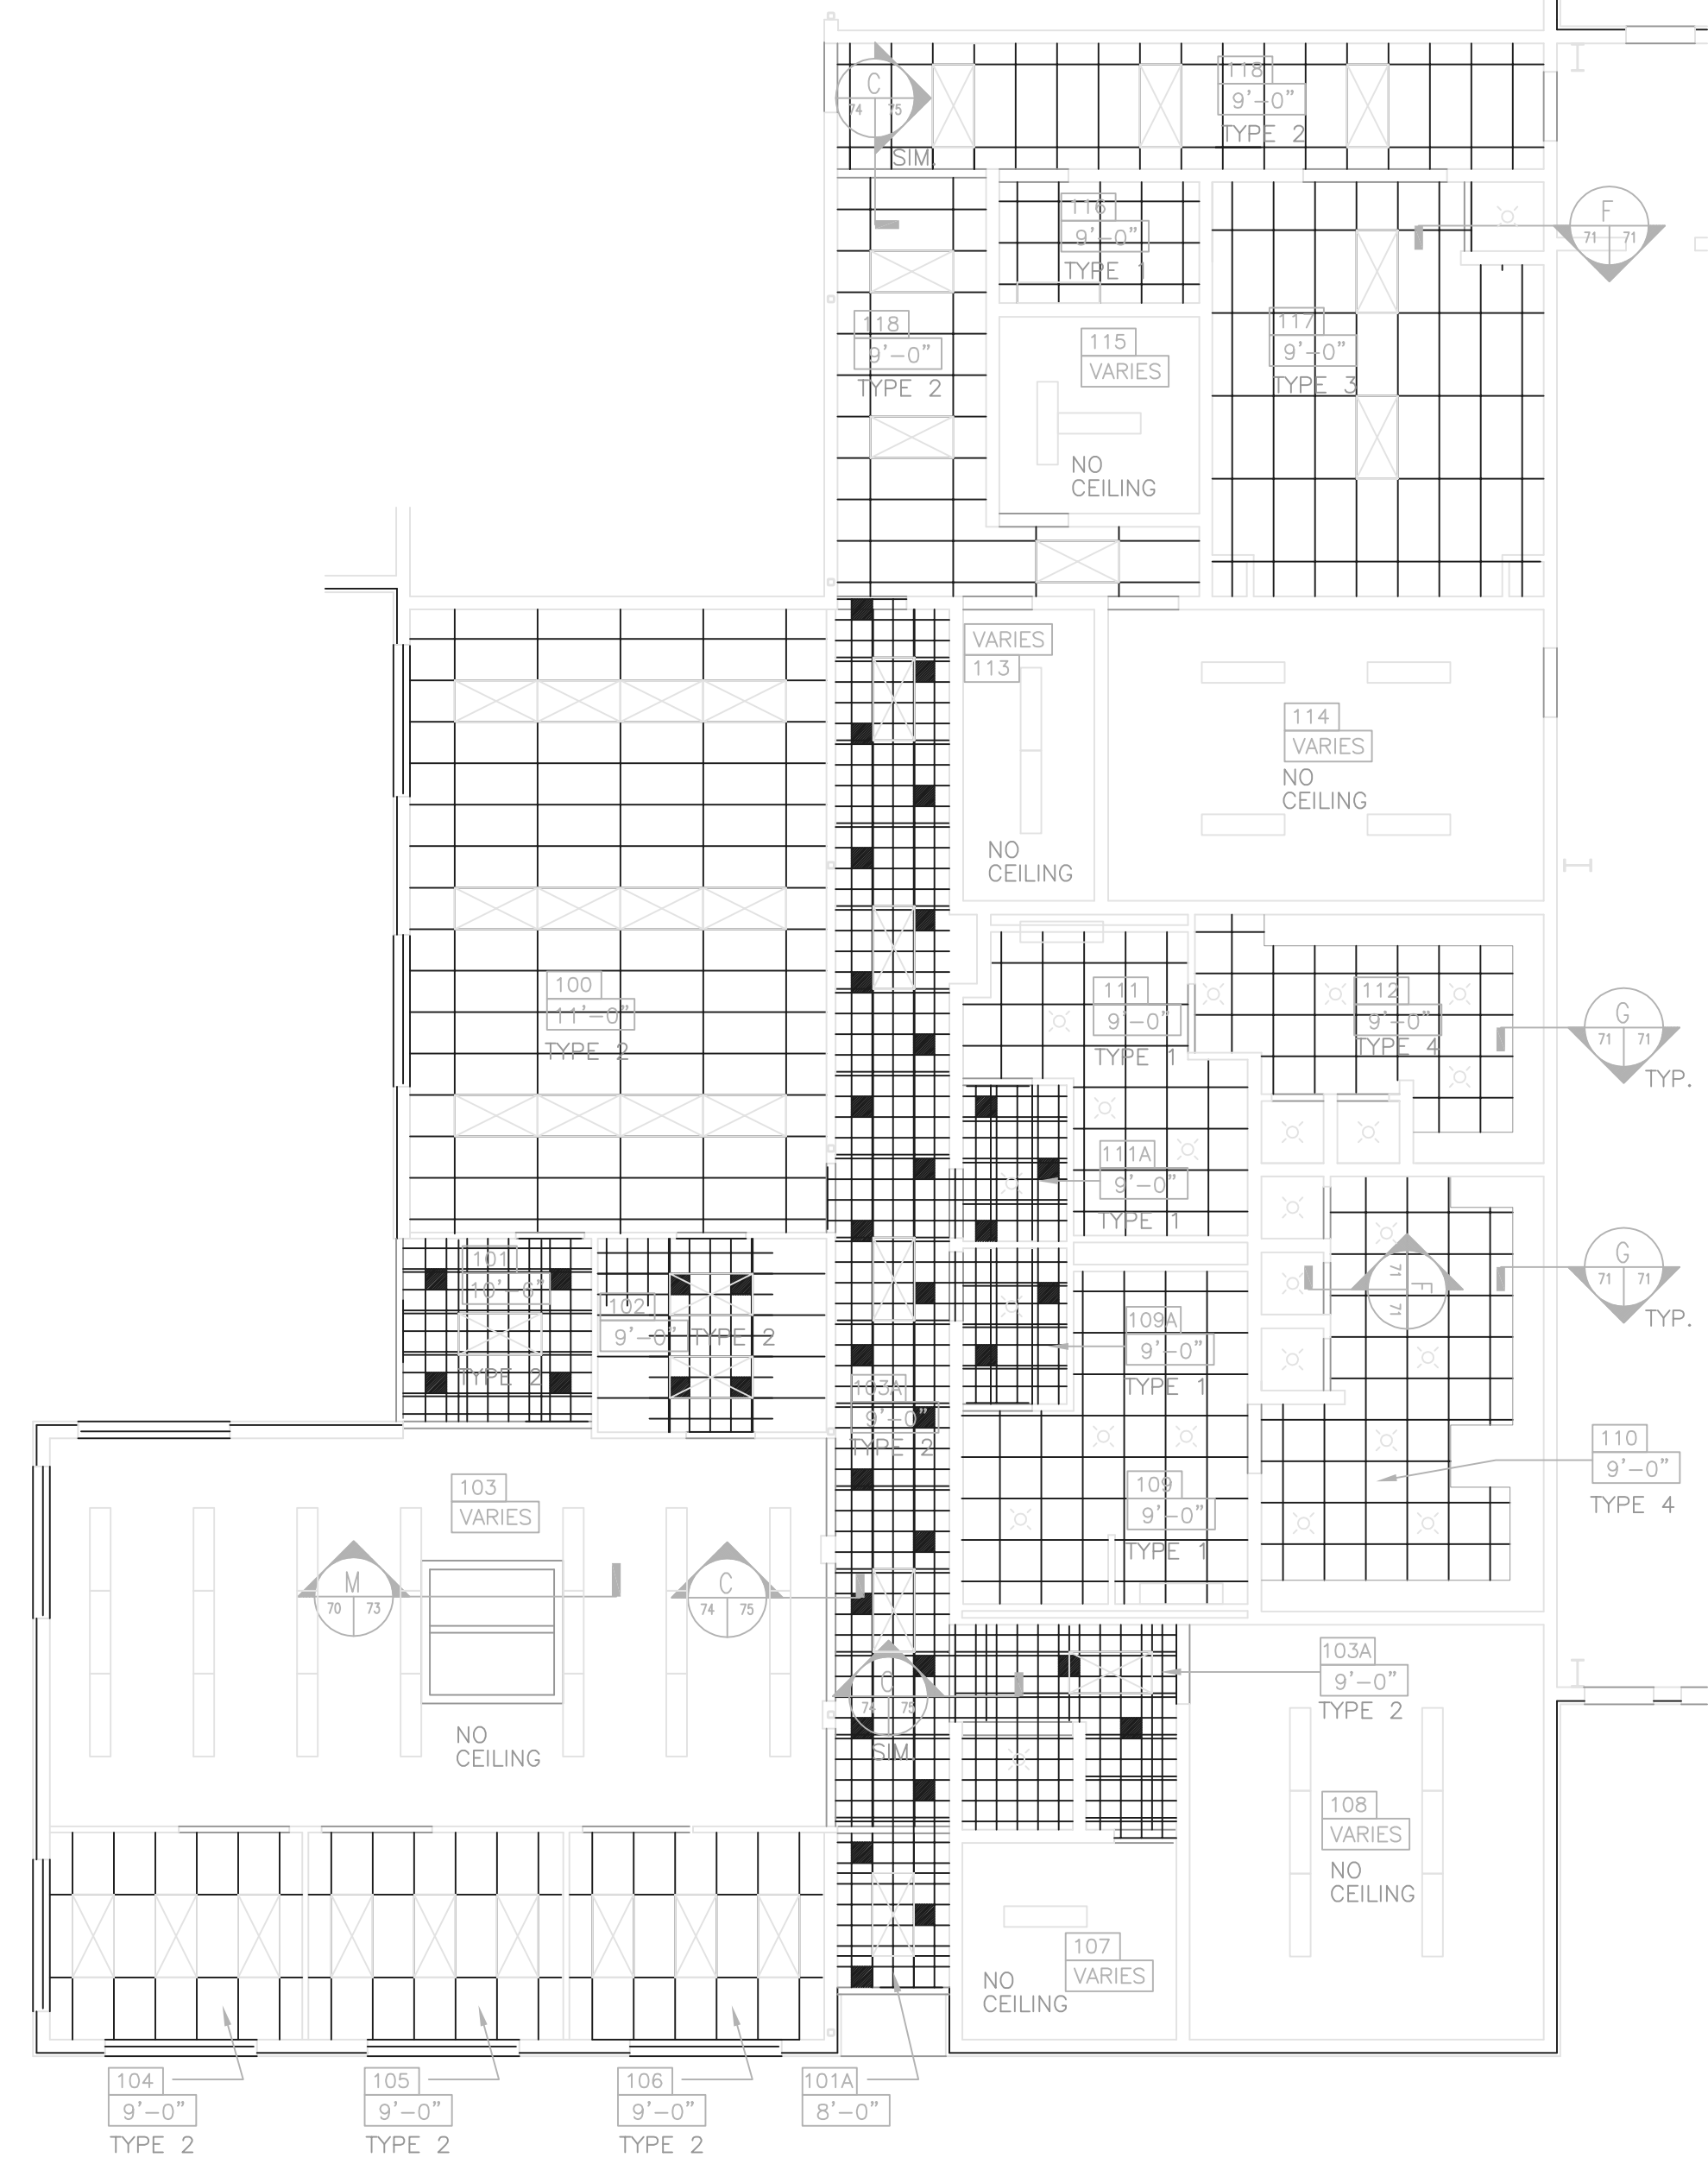 C
74 75
SIM.
118
9'-0"
TYPE 2
116
9'-0"
TYPE 1
F
71 71
118
9'-0"
TYPE 2
115
VARIES
NO
CEILING
117
9'-0"
TYPE 3
VARIES
113
NO
CEILING
114
VARIES
NO
CEILING
100
11'-0"
TYPE 2
111
9'-0"
TYPE 1
112
9'-0"
TYPE 4
G
71 71
TYP.
111A
9'-0"
TYPE 1
101
10'-6"
TYPE 2
102
9'-0"
TYPE 2
109A
9'-0"
TYPE 1
F
71 71
G
71 71
TYP.
103A
9'-0"
TYPE 2
103
VARIES
NO
CEILING
M
70 73
C
74 75
109
9'-0"
TYPE 1
110
9'-0"
TYPE 4
C
74 75
SIM.
103A
9'-0"
TYPE 2
108
VARIES
NO
CEILING
107
VARIES
NO
CEILING
104
9'-0"
TYPE 2
105
9'-0"
TYPE 2
106
9'-0"
TYPE 2
101A
8'-0"